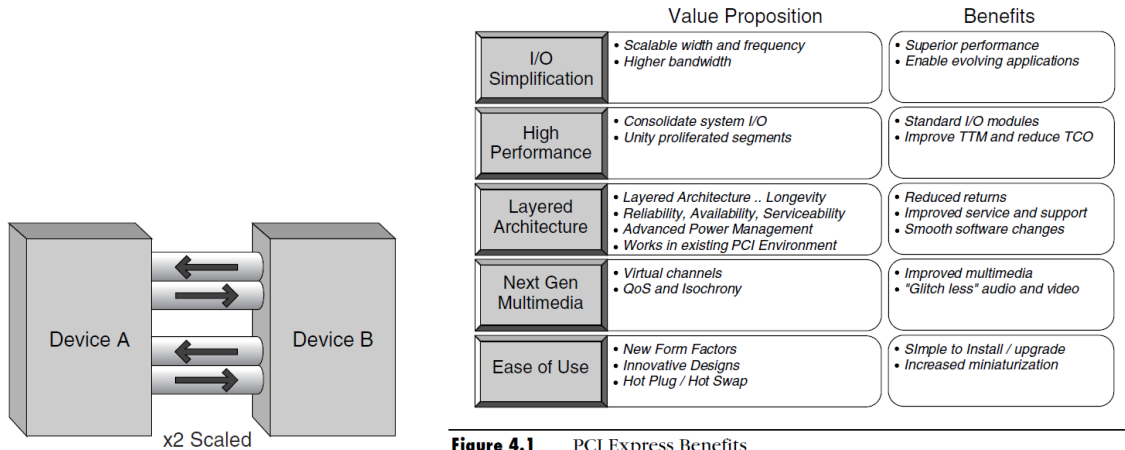 Device A
Device B
x2 Scaled
Value Proposition
Benefits
I/O
Simplification
• Scalable width and frequency
• Higher bandwidth
• Superior performance
• Enable evolving applications
High
Performance
• Consolidate system I/O
• Unity proliferated segments
• Standard I/O modules
• Improve TTM and reduce TCO
Layered
Architecture
• Layered Architecture .. Longevity
• Reliability, Availability, Serviceability
• Advanced Power Management
• Works in existing PCI Environment
• Reduced returns
• Improved service and support
• Smooth software changes
Next Gen
Multimedia
• Virtual channels
• QoS and Isochrony
• Improved multimedia
• "Glitch less" audio and video
Ease of Use
• New Form Factors
• Innovative Designs
• Hot Plug / Hot Swap
• SImple to Install / upgrade
• Increased miniaturization
Figure 4.1 PCI Express Benefits